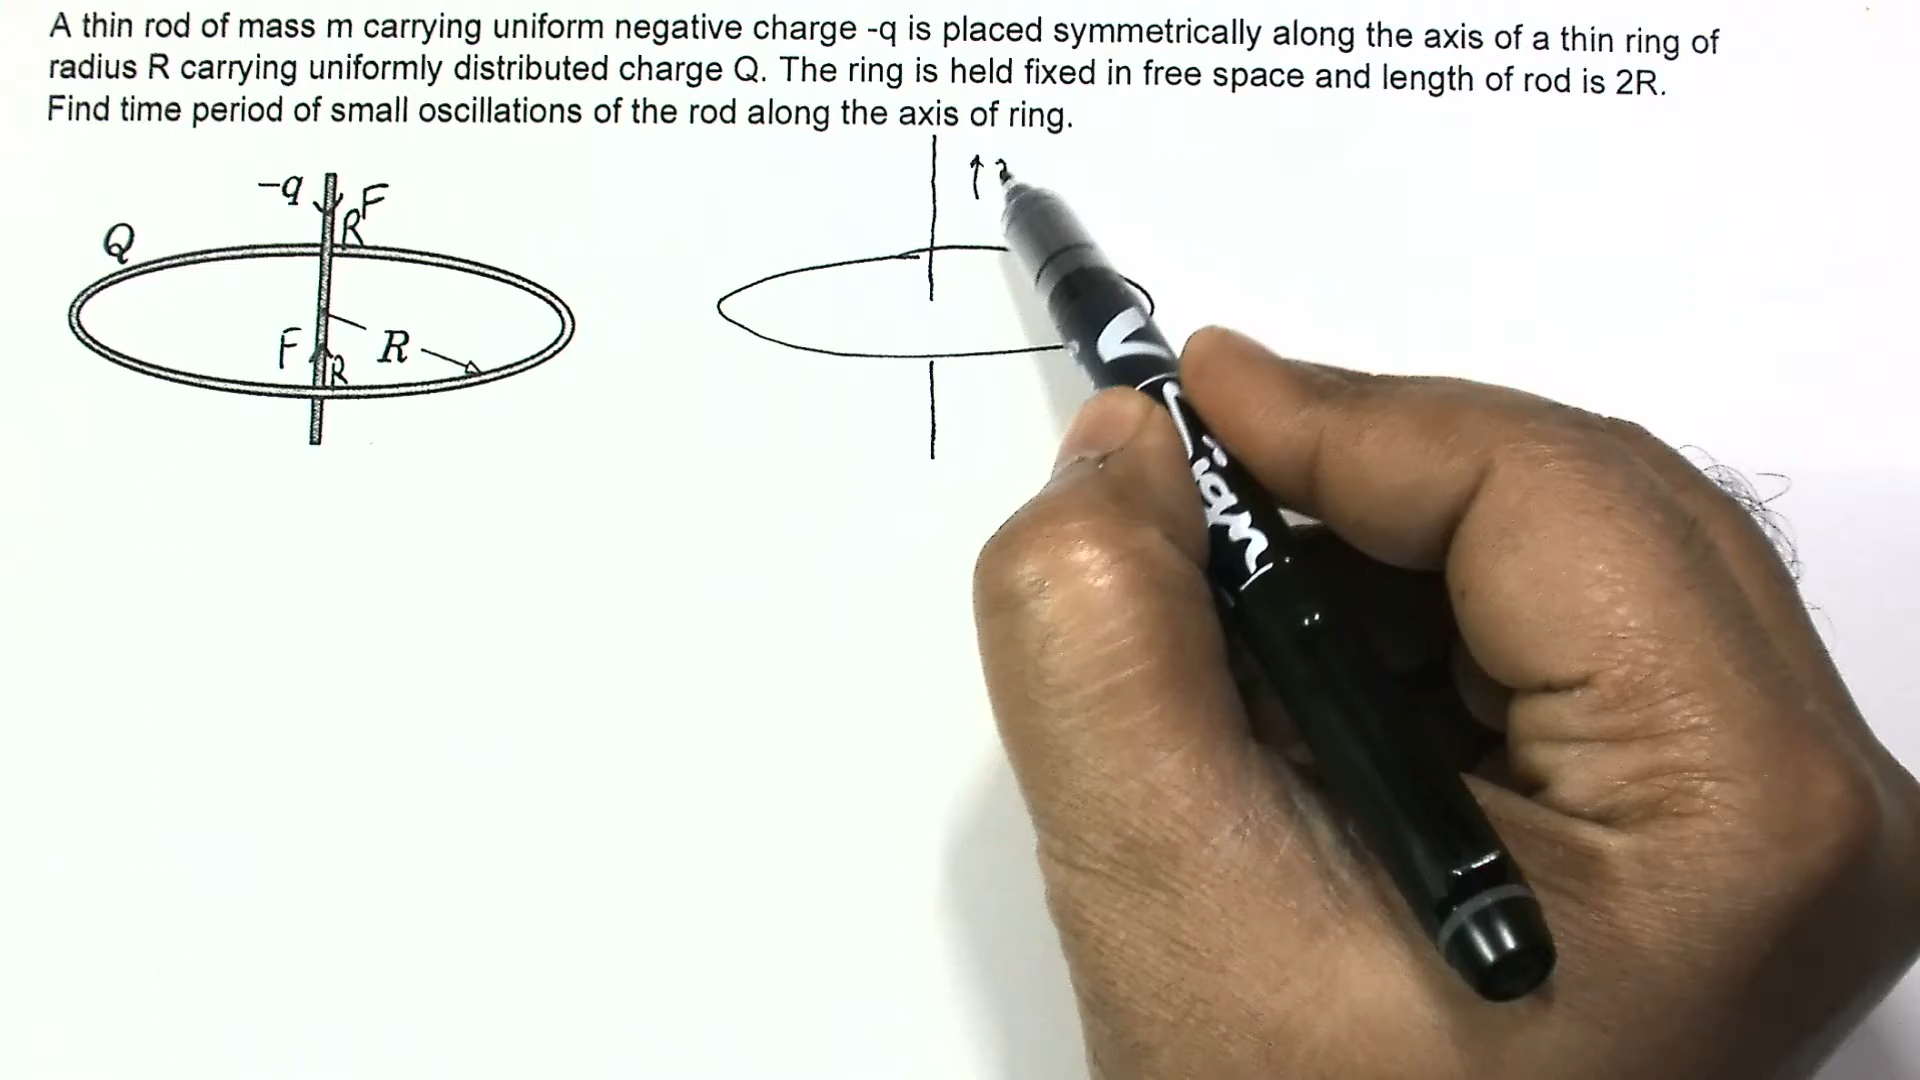 A thin rod of mass m carrying uniform negative charge -q is placed symmetrically along the axis of a thin ring of
radius R carrying uniformly distributed charge Q. The ring is held fixed in free space and length of rod is 2R.
Find time period of small oscillations of the rod along the axis of ring.
-q F
R
Q
F R
R
Sign